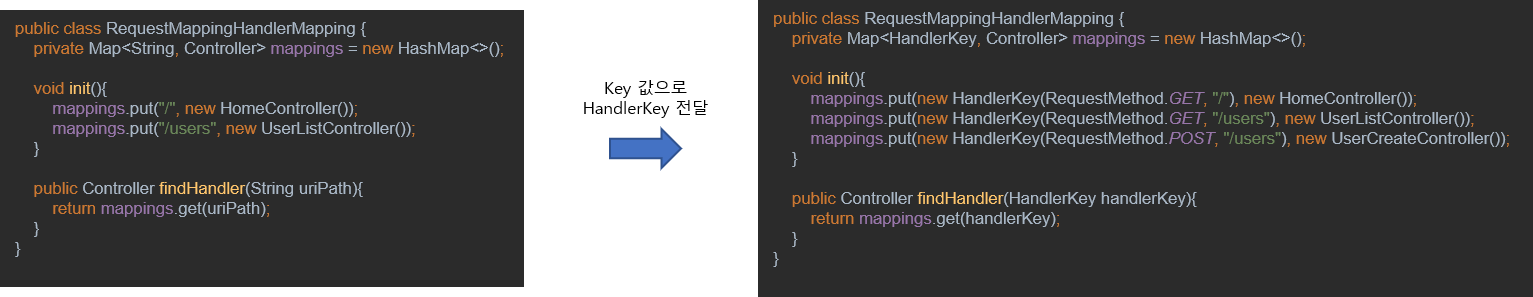 public class RequestMappingHandlerMapping {
private Map<String, Controller> mappings = new HashMap<>();
void init(){
mappings.put("/", new HomeController());
mappings.put("/users", new UserListController());
}
public Controller findHandler(String uriPath){
return mappings.get(uriPath);
}
}
Key 값으로
HandlerKey 전달
public class RequestMappingHandlerMapping {
private Map<HandlerKey, Controller> mappings = new HashMap<>();
void init(){
mappings.put(new HandlerKey(RequestMethod.GET, "/"), new HomeController());
mappings.put(new HandlerKey(RequestMethod.GET, "/users"), new UserListController());
mappings.put(new HandlerKey(RequestMethod.POST, "/users"), new UserCreateController());
}
public Controller findHandler(HandlerKey handlerKey){
return mappings.get(handlerKey);
}
}